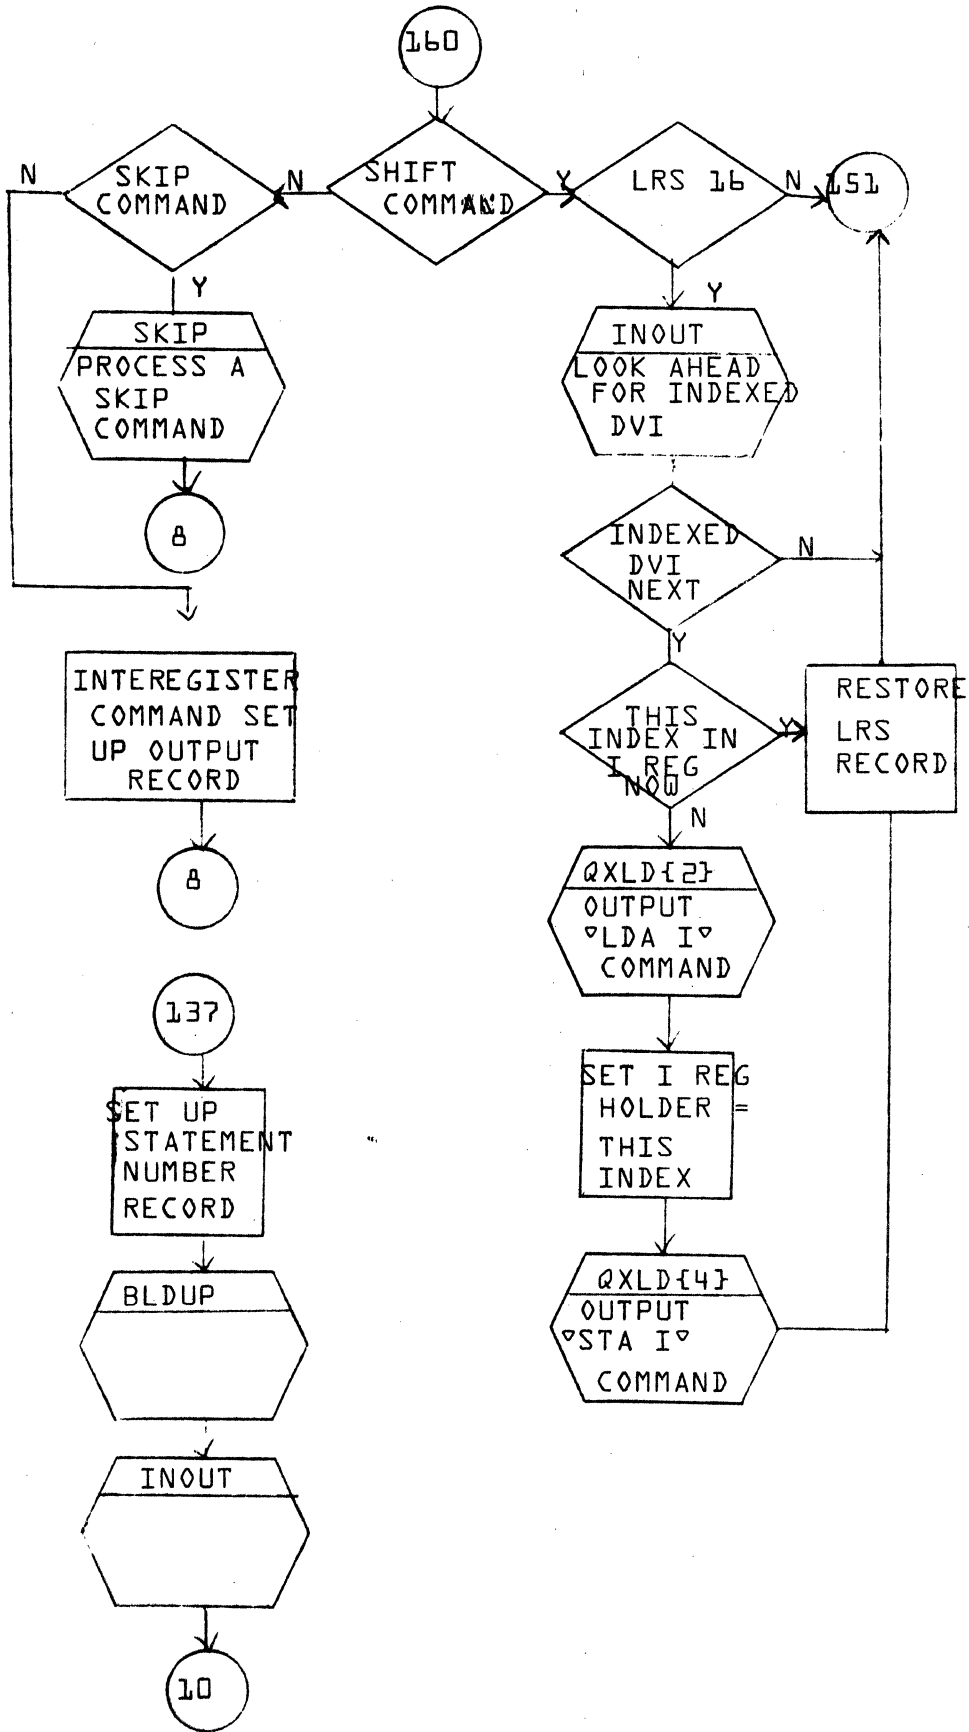 160
SHIFT
COMMAND
N
Y
SKIP
COMMAND
N
Y
SKIP
PROCESS A
SKIP
COMMAND
8
INTEREGISTER
COMMAND SET
UP OUTPUT
RECORD
8
137
SET UP
STATEMENT
NUMBER
RECORD
BLDUP
INOUT
10
LRS 16
N
151
Y
INOUT
LOOK AHEAD
FOR INDEXED
DVI
INDEXED
DVI
NEXT
N
Y
THIS
INDEX IN
I REG
NOW
Y
RESTORE
LRS
RECORD
N
QXLD{2}
OUTPUT
∇LDA I∇
COMMAND
SET I REG
HOLDER =
THIS
INDEX
QXLD{4}
OUTPUT
∇STA I∇
COMMAND